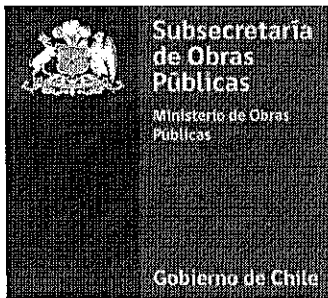 Subsecretaría
de Obras
Públicas
Ministerio de Obras
Públicas
Gobierno de Chile